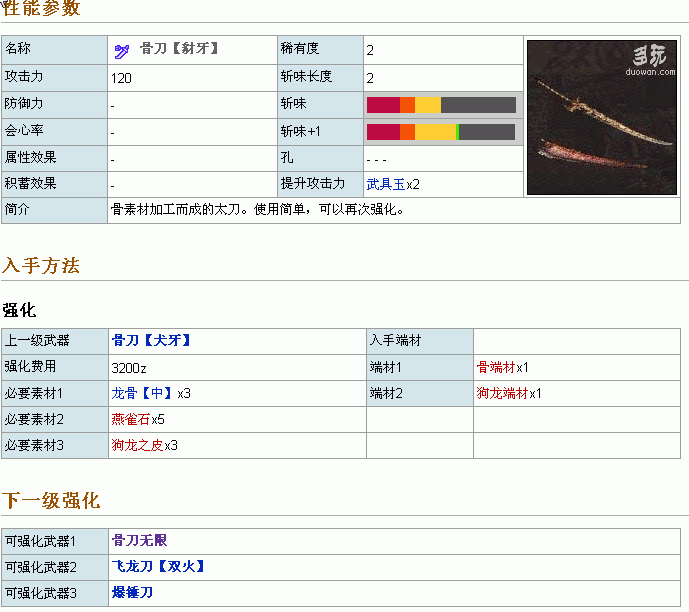 性能参数
名称 骨刀【豺牙】 稀有度 2
攻击力 120 斩味长度 2
防御力 - 斩味
会心率 - 斩味+1
属性效果 - 孔 - - -
积蓄效果 - 提升攻击力 武具玉x2
简介 骨素材加工而成的太刀。使用简单，可以再次强化。
多玩
duowan.com
入手方法
强化
上一级武器 骨刀【犬牙】 入手端材
强化费用 3200z 端材1 骨端材x1
必要素材1 龙骨【中】x3 端材2 狗龙端材x1
必要素材2 燕雀石x5
必要素材3 狗龙之皮x3
下一级强化
可强化武器1 骨刀无限
可强化武器2 飞龙刀【双火】
可强化武器3 爆锤刀